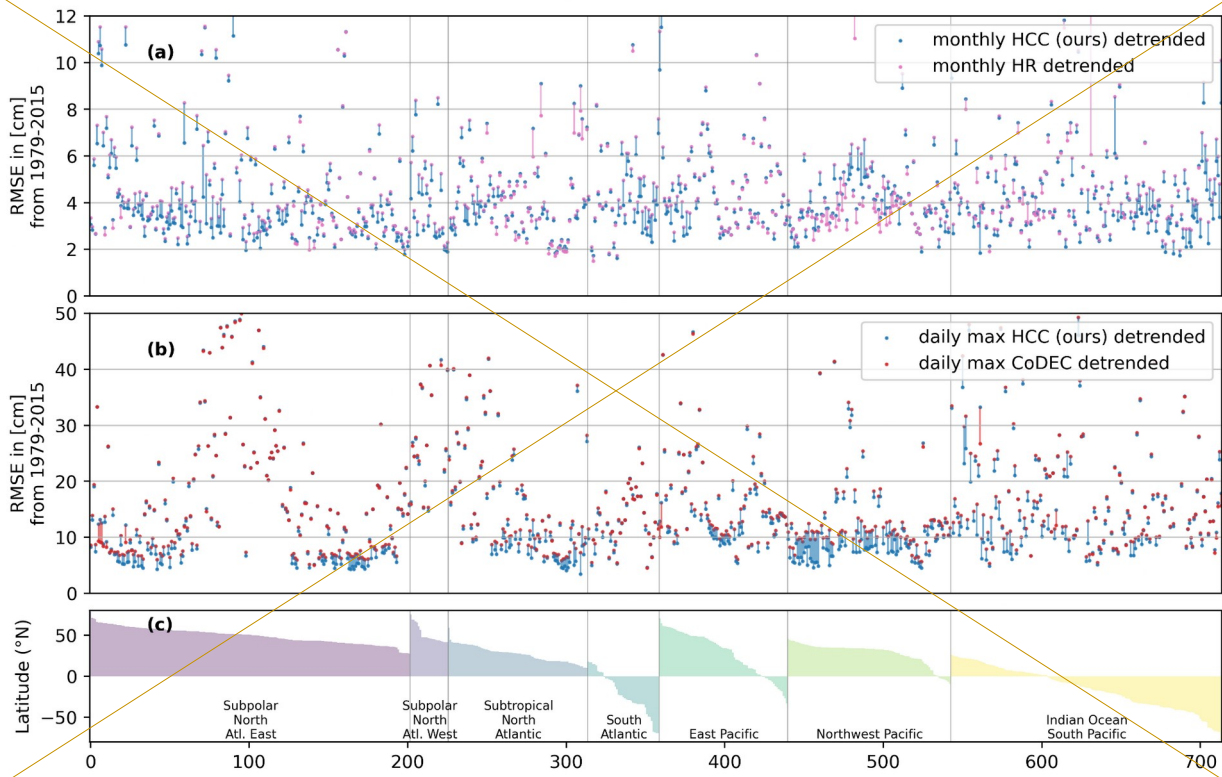 12
10
8
6
4
2
0
RMSE in [cm]
from 1979-2015
(a)
monthly HCC (ours) detrended
monthly HR detrended
50
40
30
20
10
0
RMSE in [cm]
from 1979-2015
(b)
daily max HCC (ours) detrended
daily max CoDEC detrended
50
0
−50
Latitude (°N)
(c)
Subpolar
North
Atl. East
Subpolar
North
Atl. West
Subtropical
North
Atlantic
South
Atlantic
East Pacific
Northwest Pacific
Indian Ocean
South Pacific
0 100 200 300 400 500 600 700